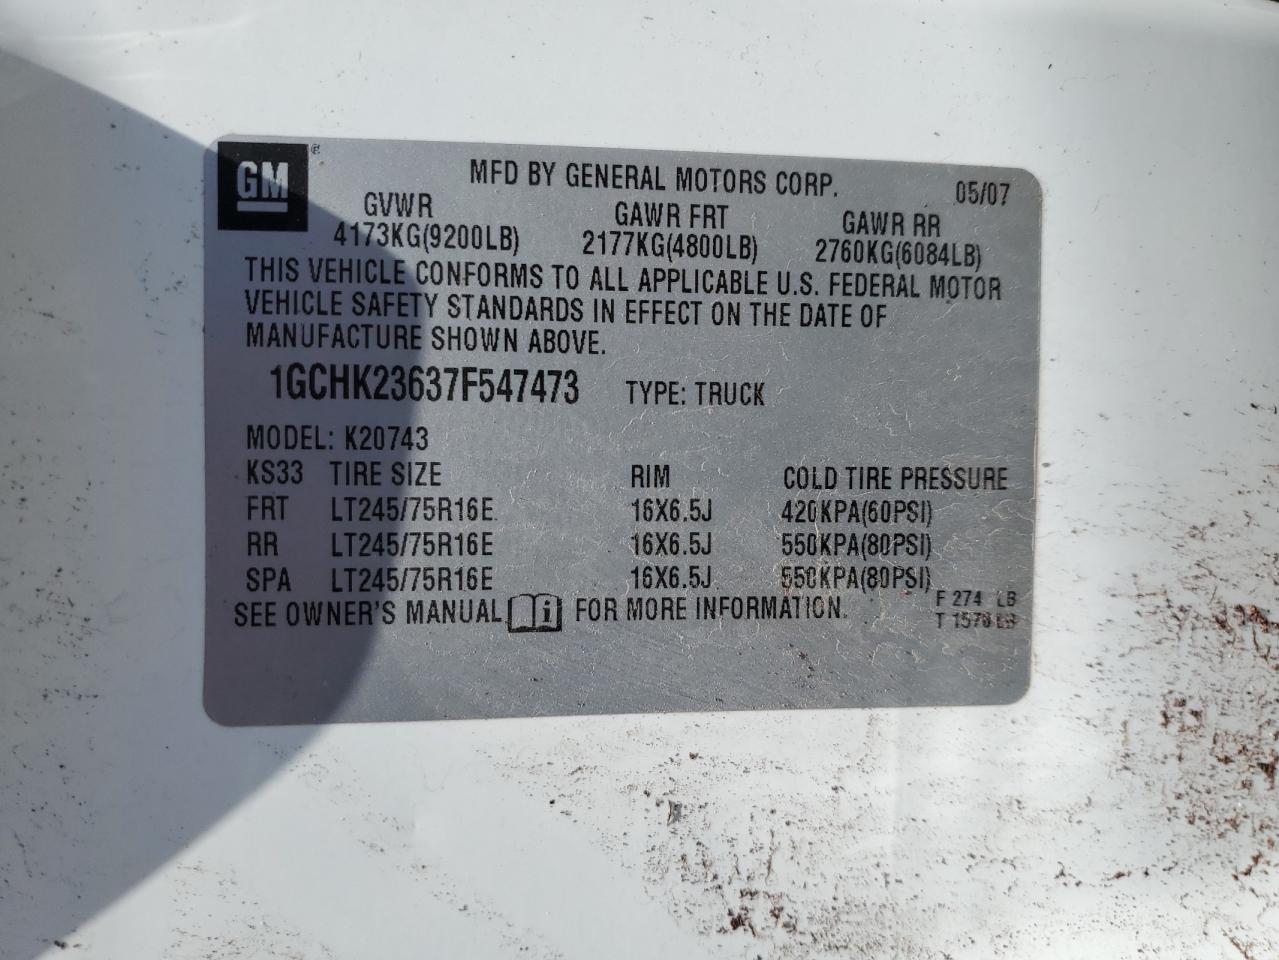 GM ®
MFD BY GENERAL MOTORS CORP. 05/07
GVWR GAWR FRT GAWR RR
4173KG(9200LB) 2177KG(4800LB) 2760KG(6084LB)
THIS VEHICLE CONFORMS TO ALL APPLICABLE U.S. FEDERAL MOTOR
VEHICLE SAFETY STANDARDS IN EFFECT ON THE DATE OF
MANUFACTURE SHOWN ABOVE.
1GCHK23637F547473 TYPE: TRUCK
MODEL: K20743
KS33 TIRE SIZE RIM COLD TIRE PRESSURE
FRT LT245/75R16E 16X6.5J 420KPA(60PSI)
RR LT245/75R16E 16X6.5J 550KPA(80PSI)
SPA LT245/75R16E 16X6.5J 550KPA(80PSI)
SEE OWNER'S MANUAL FOR MORE INFORMATION.
F 274 LB
T LB